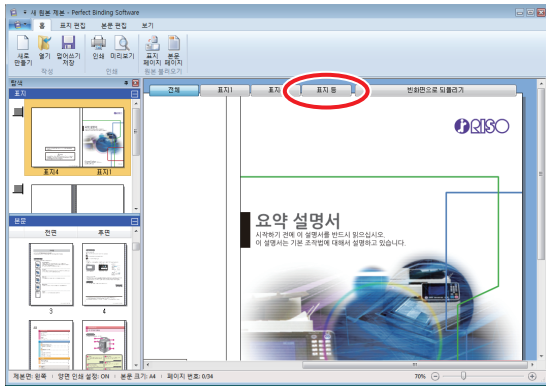 새 원본 제본 - Perfect Binding Software
홈 표지 편집 본문 편집 보기
새로 만들기 열기 덮어쓰기 저장 인쇄 미리보기 표지 페이지 본문 페이지
작성 인쇄 원본 불러오기
탐색
표지
전체 표지1 표지 표지 등 빈화면으로 되돌리기
RISO
표지4 표지1
요약 설명서
시작하기 전에 이 설명서를 반드시 읽으십시오.
이 설명서는 기본 조작법에 대해서 설명하고 있습니다.
본문
전면 후면
3 4
제본면: 왼쪽 양면 인쇄 설정: ON 본문 크기: A4 페이지 번호: 0/34 70%